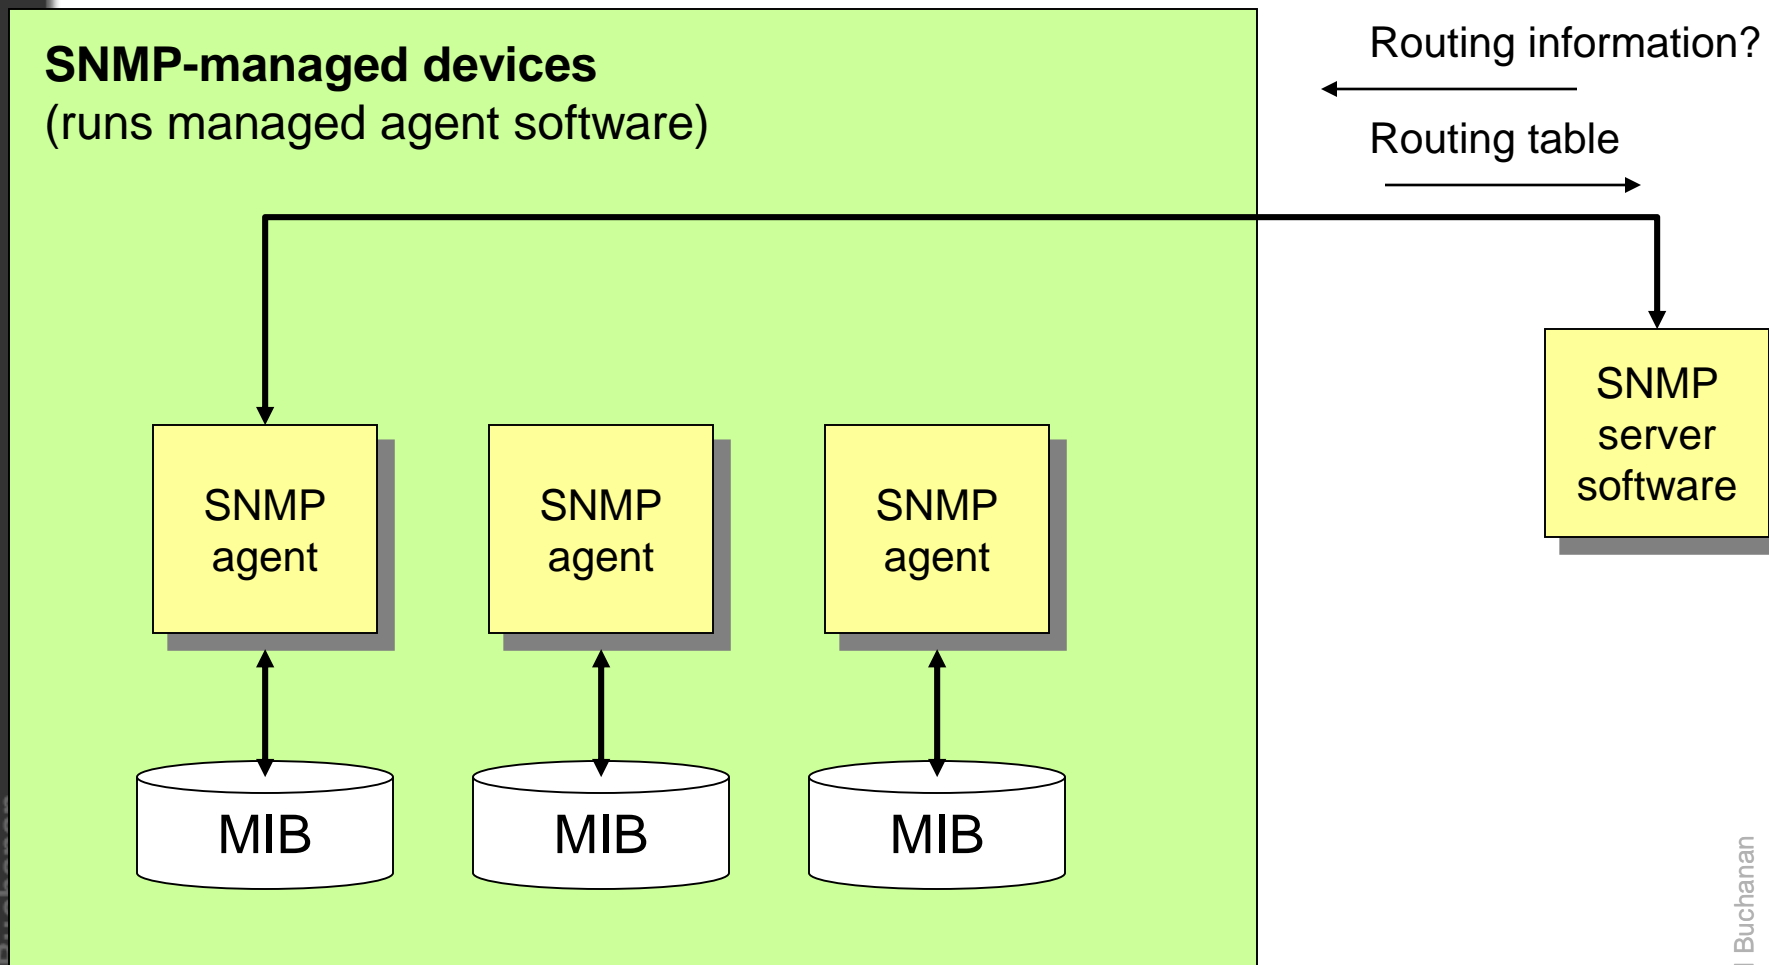 SNMP-managed devices
(runs managed agent software)
Routing information?
Routing table
SNMP
agent
SNMP
agent
SNMP
agent
SNMP
server
software
MIB
MIB
MIB
Buchanan